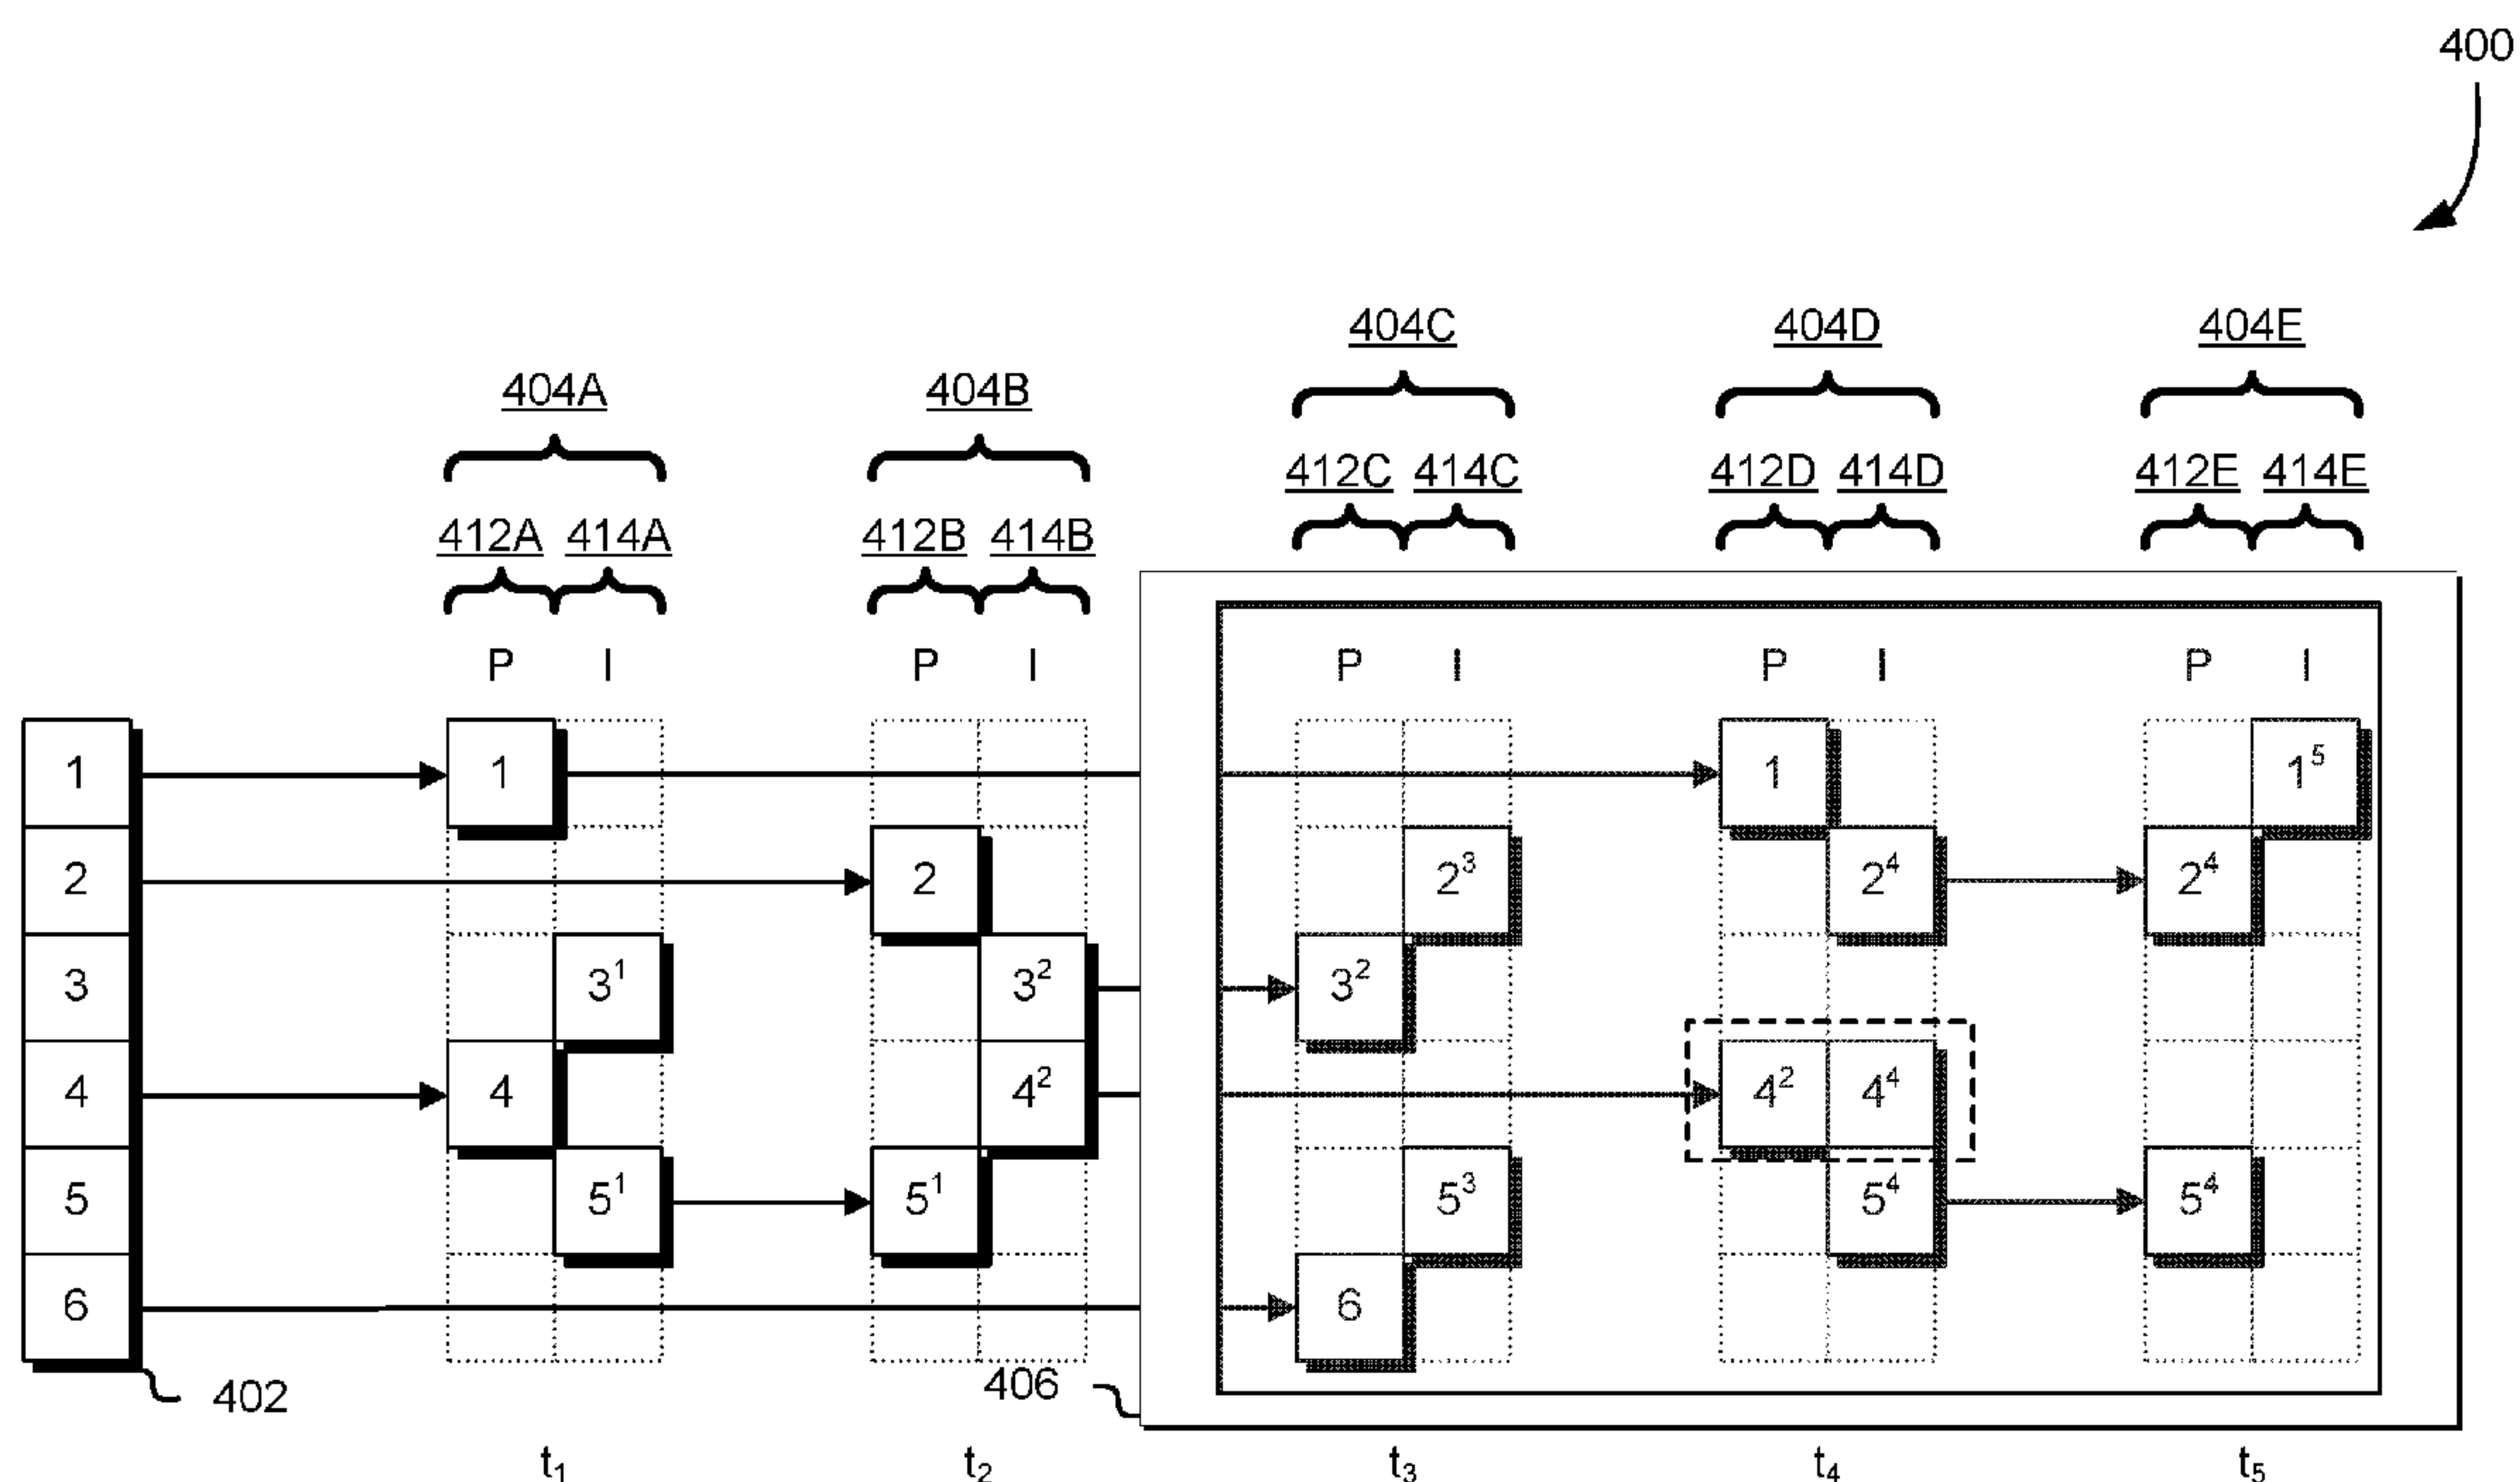 400
404C 404D 404E
404A 404B
412C 414C 412D 414D 412E 414E
412A 414A 412B 414B
P I P I P I P I P I
1 1 1 1⁵
2 2 2³ 2⁴ 2⁴
3 3¹ 3² 3²
4 4 4² 4² 4⁴
5 5¹ 5¹ 5³ 5⁴ 5⁴
6 6
402 406
t₁ t₂ t₃ t₄ t₅